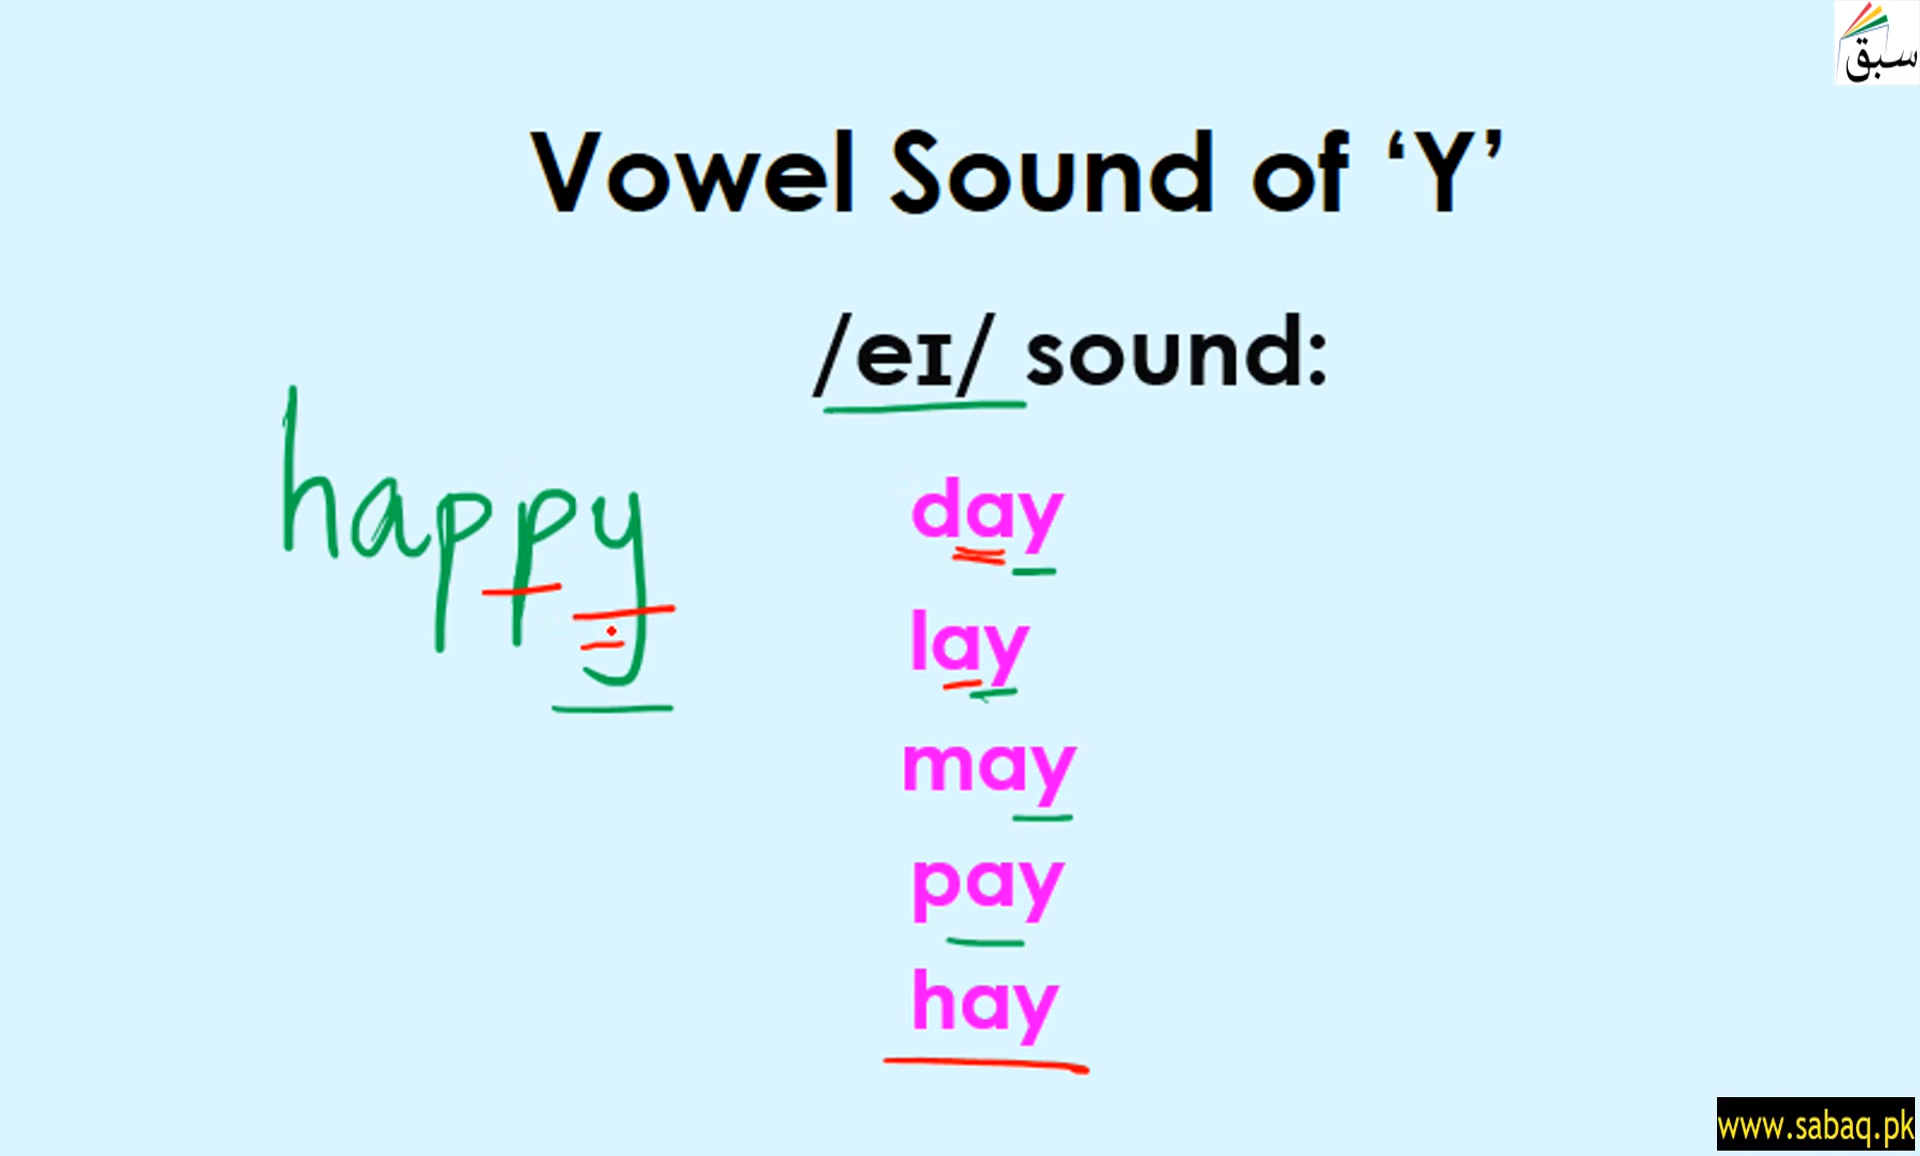 سبق
Vowel Sound of ‘Y’
/eɪ/ sound:
happy
day
lay
may
pay
hay
www.sabaq.pk